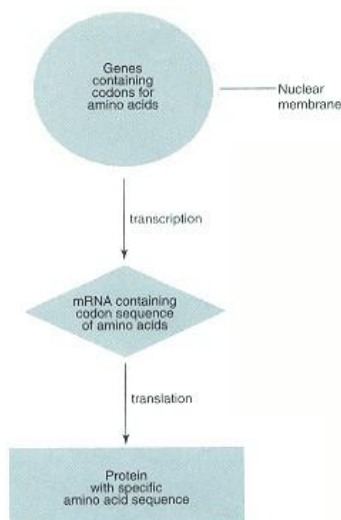 Genes
containing
codons for
amino acids
Nuclear
membrane
transcription
mRNA containing
codon sequence
of amino acids
translation
Protein
with specific
amino acid sequence